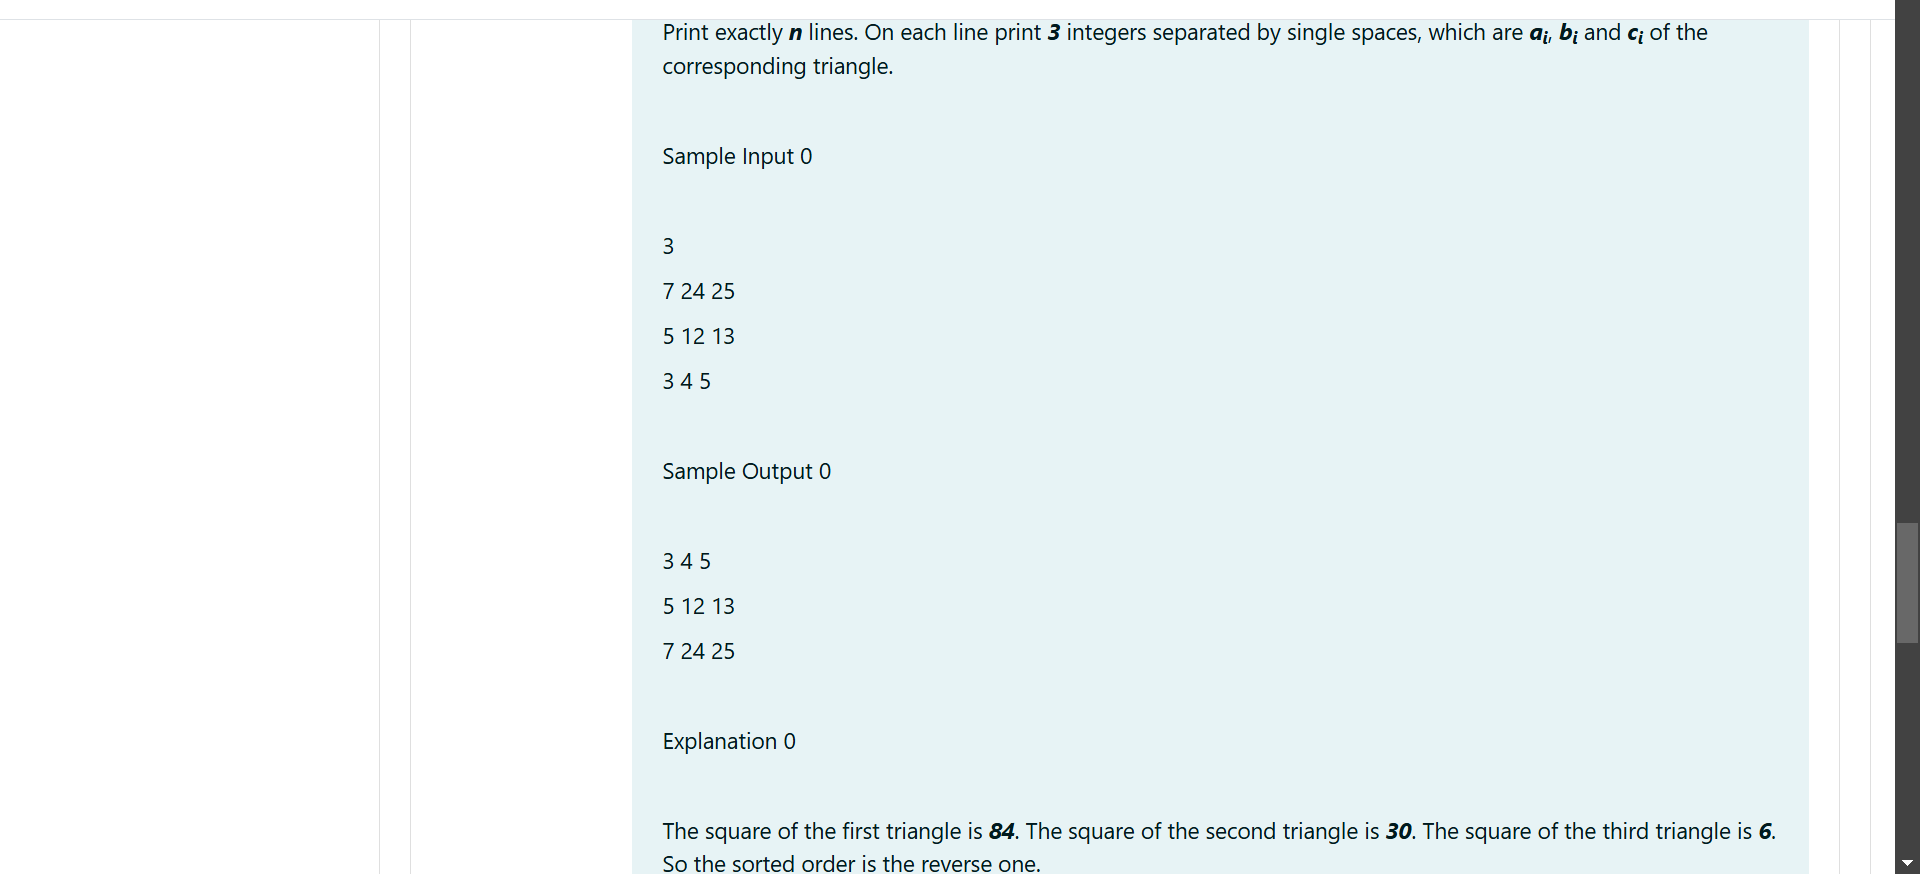 Print exactly n lines. On each line print 3 integers separated by single spaces, which are ai, bi and ci of the
corresponding triangle.
Sample Input 0
3
7 24 25
5 12 13
3 4 5
Sample Output 0
3 4 5
5 12 13
7 24 25
Explanation 0
The square of the first triangle is 84. The square of the second triangle is 30. The square of the third triangle is 6.
So the sorted order is the reverse one.